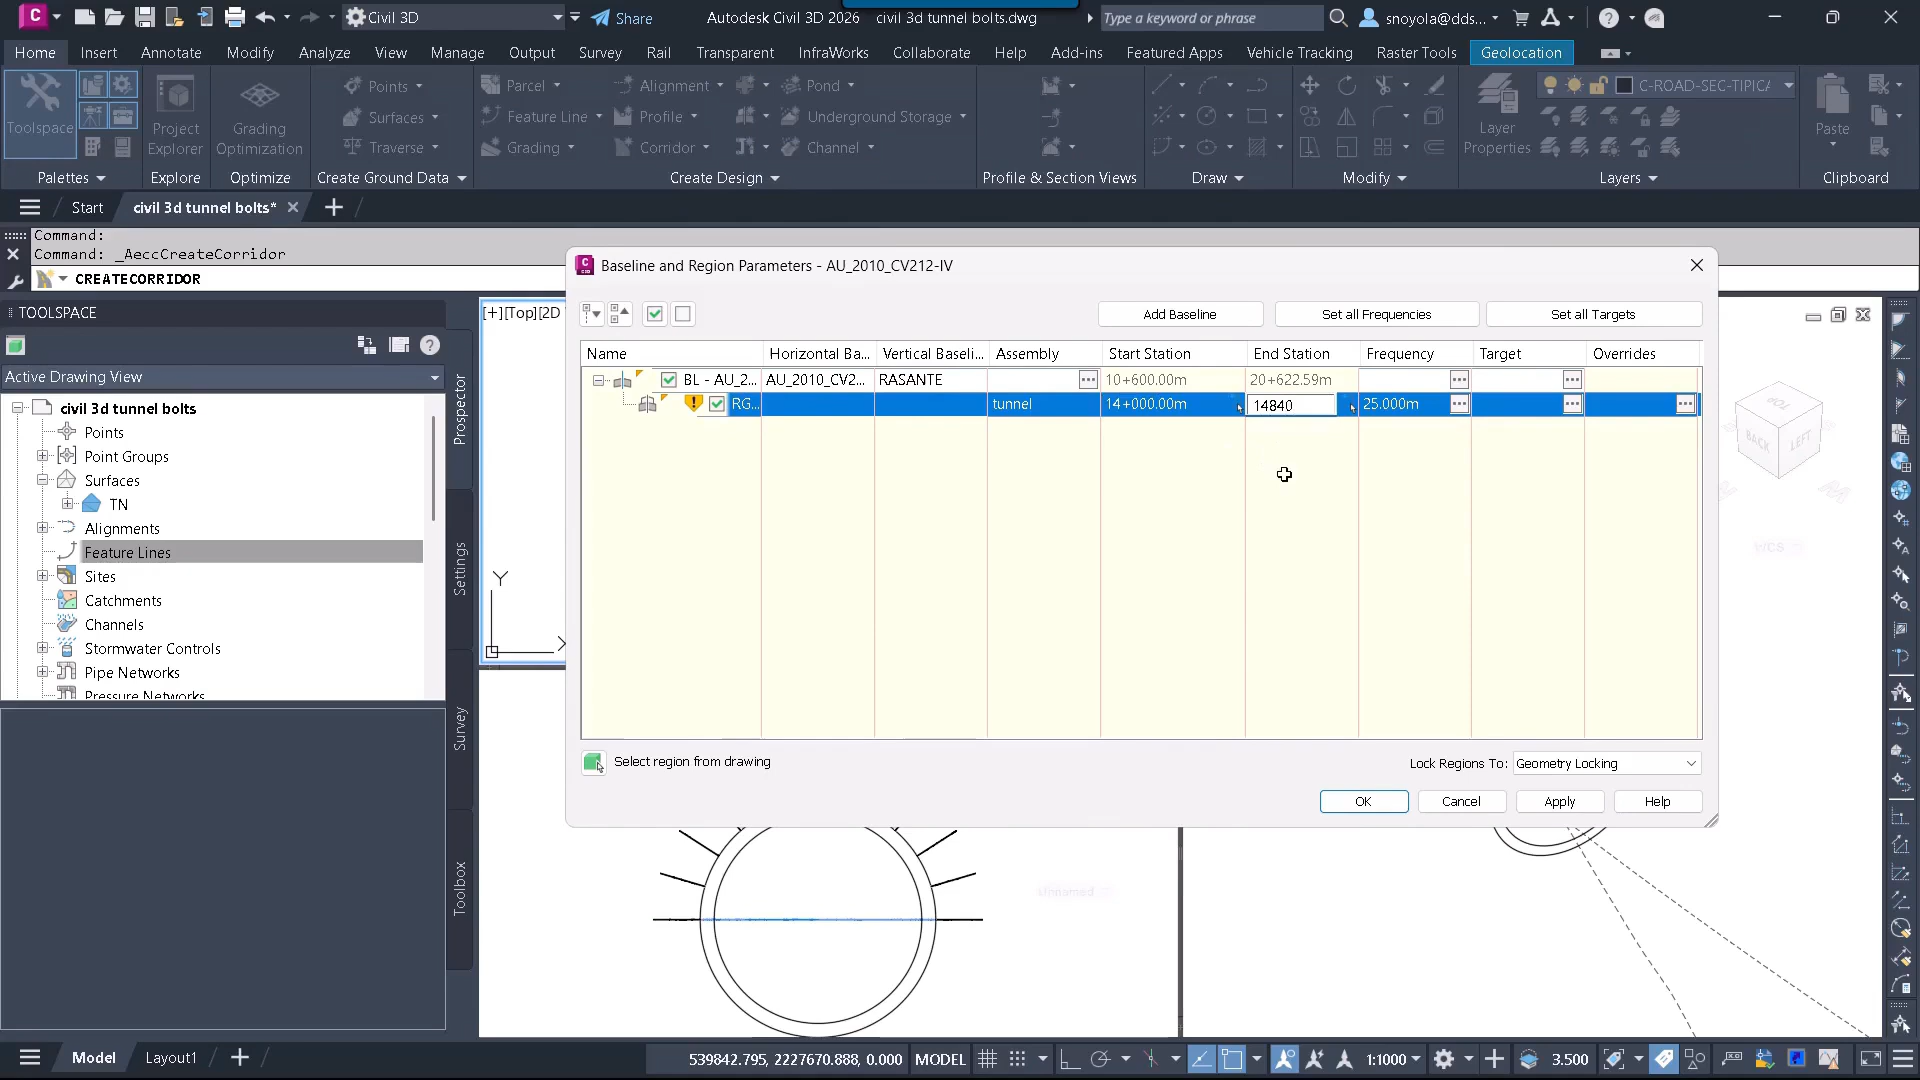 C Civil 3D Share Autodesk Civil 3D 2026 civil 3d tunnel bolts.dwg Type a keyword or phrase snoyola@dds...
Home Insert Annotate Modify Analyze View Manage Output Survey Rail Transparent InfraWorks Collaborate Help Add-ins Featured Apps Vehicle Tracking Raster Tools Geolocation
Toolspace
Project Explorer
Grading Optimization
Points
Surfaces
Traverse
Parcel
Feature Line
Grading
Alignment
Profile
Corridor
Pond
Underground Storage
Channel
Layer Properties
C-ROAD-SEC-TIPICA
Paste
Palettes Explore Optimize Create Ground Data Create Design Profile & Section Views Draw Modify Layers Clipboard
Start civil 3d tunnel bolts*
Command:
Command: _AeccCreateCorridor
CREATECORRIDOR
TOOLSPACE
Active Drawing View
civil 3d tunnel bolts
Points
Point Groups
Surfaces
TN
Alignments
Feature Lines
Sites
Catchments
Channels
Stormwater Controls
Pipe Networks
Pressure Networks
Prospector
Settings
Survey
Toolbox
[+][Top][2D
Y
X
Baseline and Region Parameters - AU_2010_CV212-IV
Add Baseline Set all Frequencies Set all Targets
Name Horizontal Ba... Vertical Baseli... Assembly Start Station End Station Frequency Target Overrides
BL - AU_2... AU_2010_CV2... RASANTE ... 10+600.00m 20+622.59m ... ...
RG... tunnel 14+000.00m 14840 25.000m ... ... ...
Select region from drawing Lock Regions To: Geometry Locking
OK Cancel Apply Help
TOP
BACK LEFT
WCS
Unnamed
Model Layout1 539842.795, 2227670.888, 0.000 MODEL 1:1000 3.500